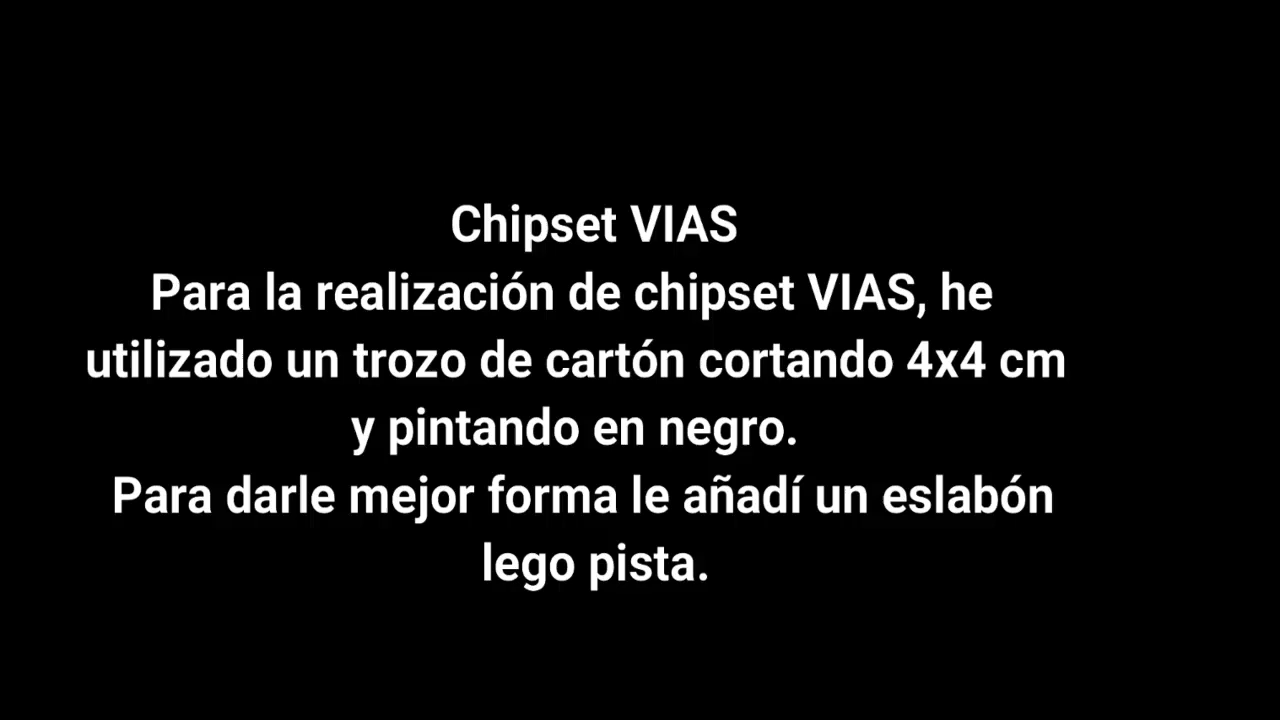 Chipset VIAS
Para la realización de chipset VIAS, he
utilizado un trozo de cartón cortando 4x4 cm
y pintando en negro.
Para darle mejor forma le añadí un eslabón
lego pista.